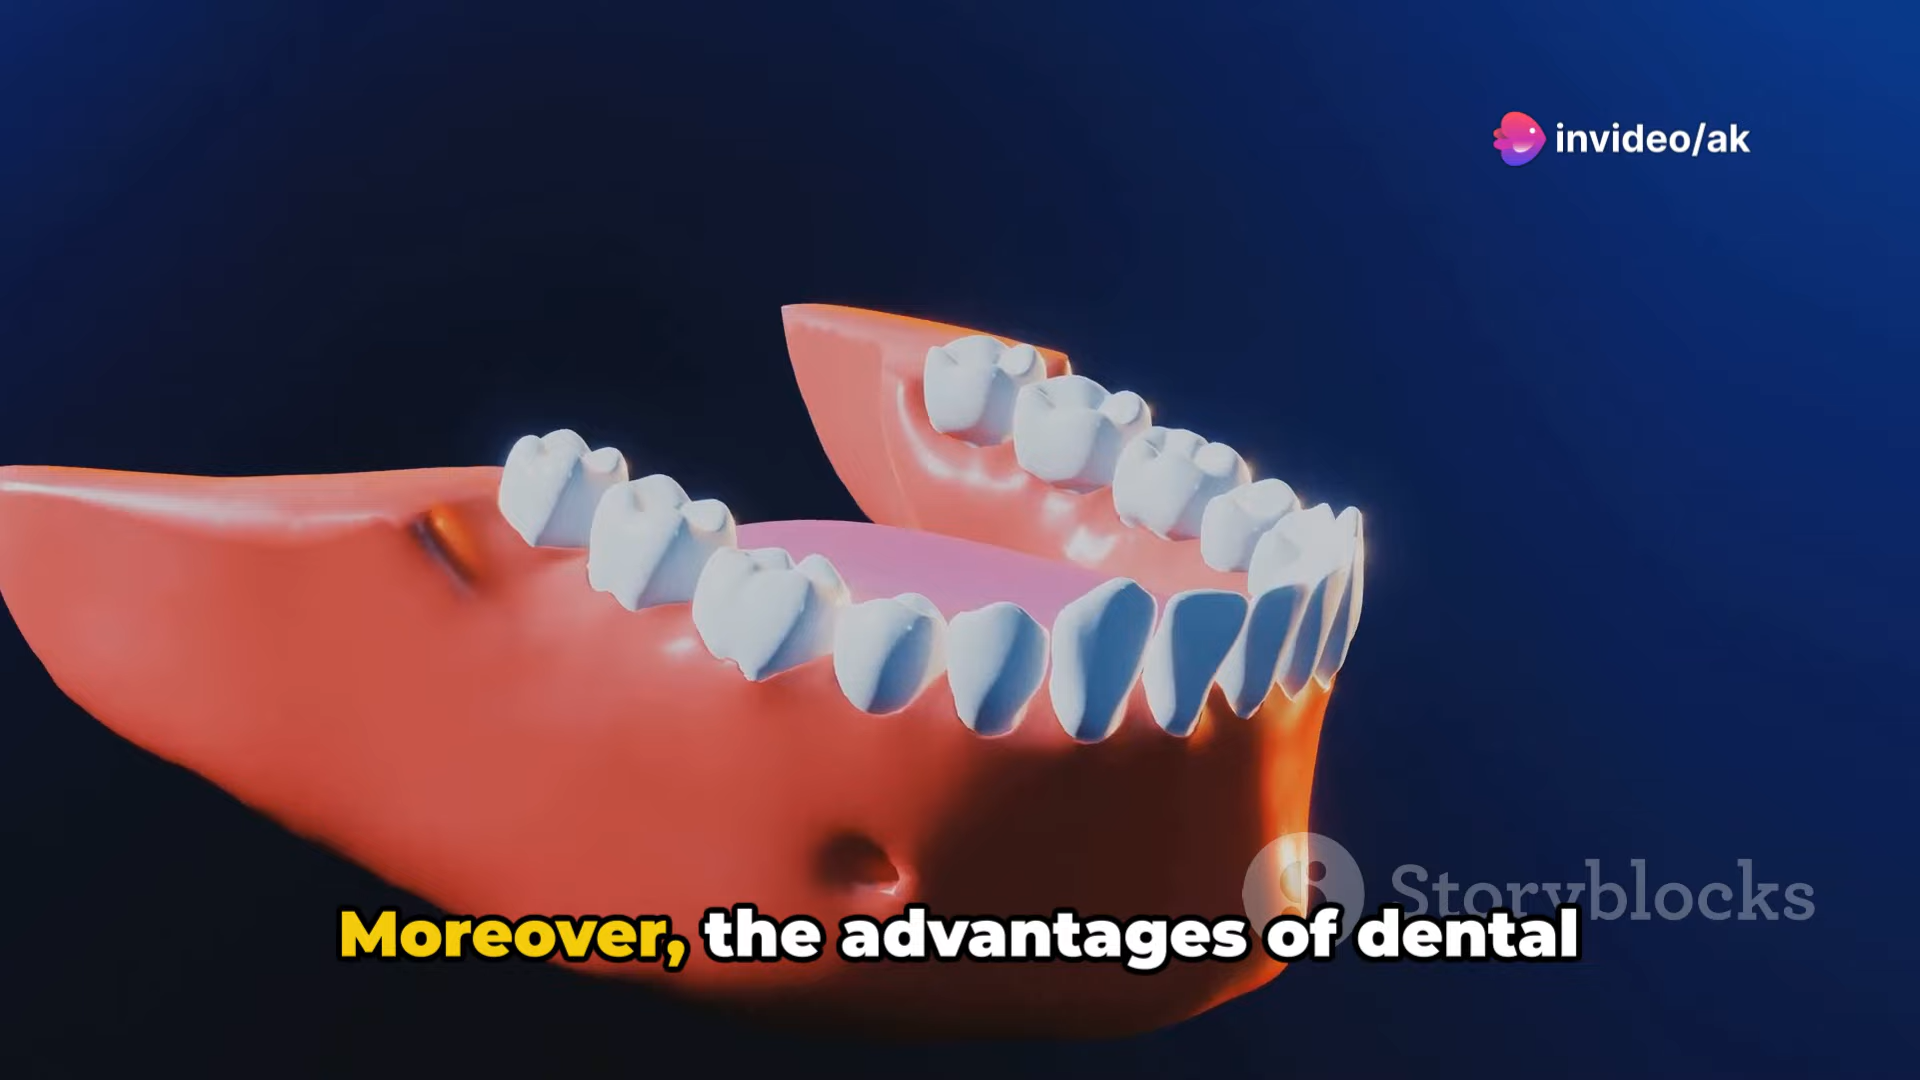 invideo/ak
Storyblocks
Moreover, the advantages of dental